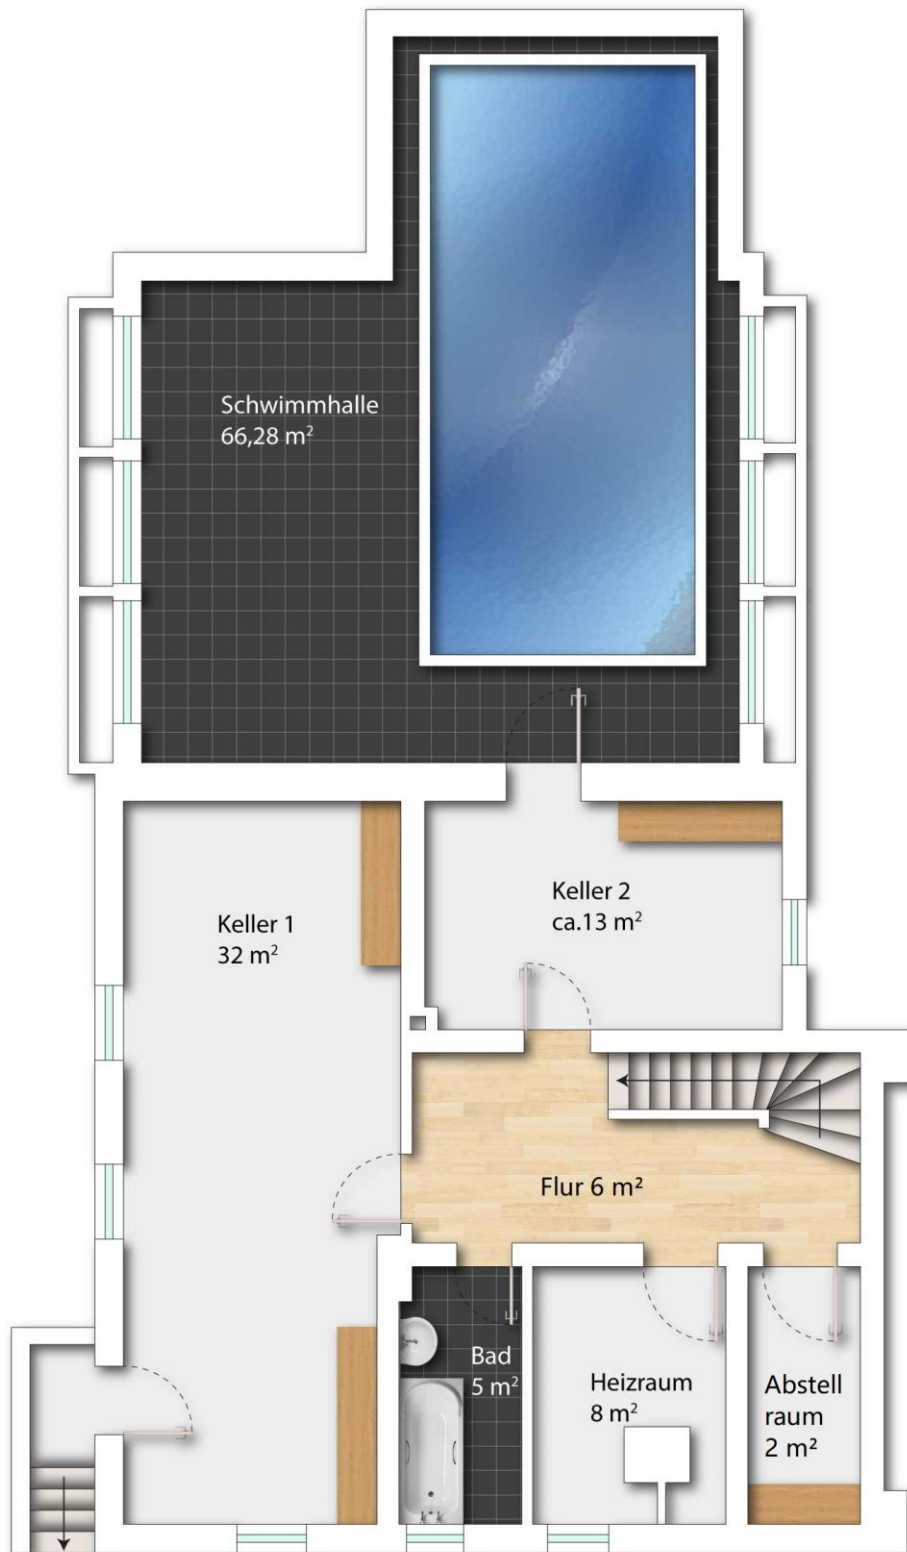 Schwimmhalle
66,28 m²
Keller 1
32 m²
Keller 2
ca.13 m²
Flur 6 m²
Bad
5 m²
Heizraum
8 m²
Abstell
raum
2 m²